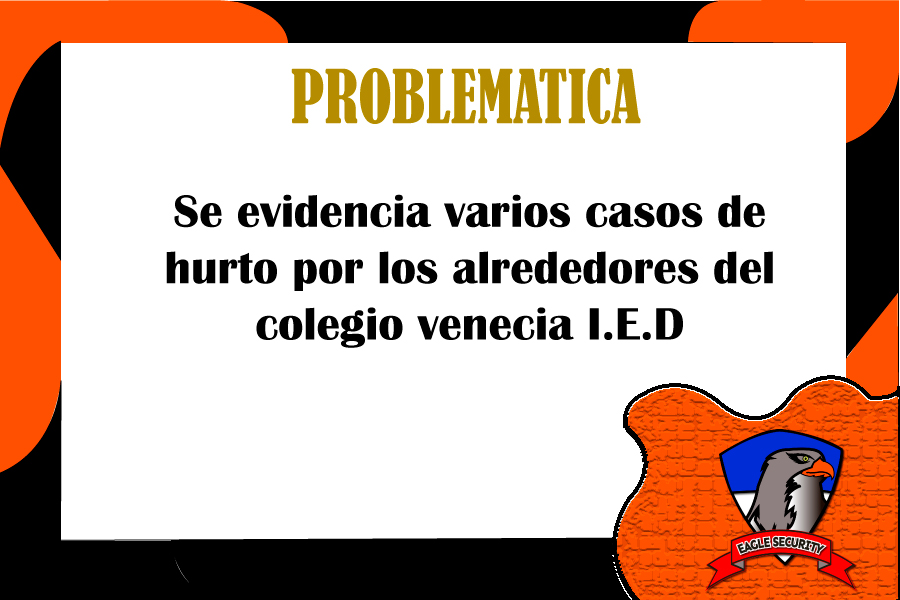 PROBLEMATICA
Se evidencia varios casos de
hurto por los alrededores del
colegio venecia I.E.D
EAGLE SECURITY